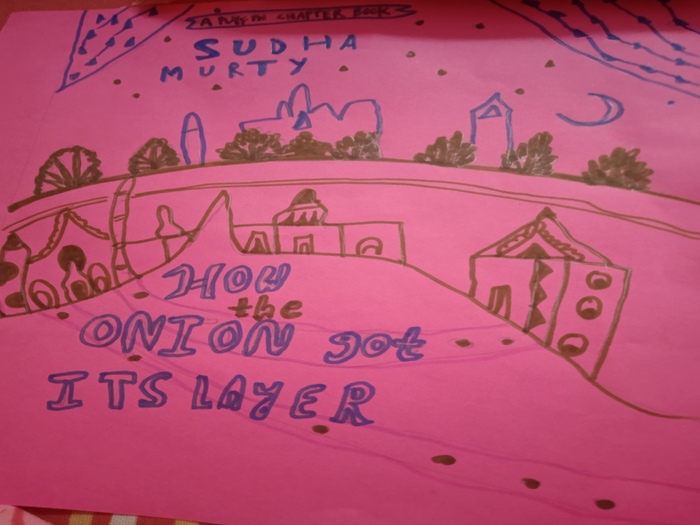 A PUFFIN CHAPTER BOOK
SUDHA
MURTY
HOW
the
ONION got
ITS LAYER